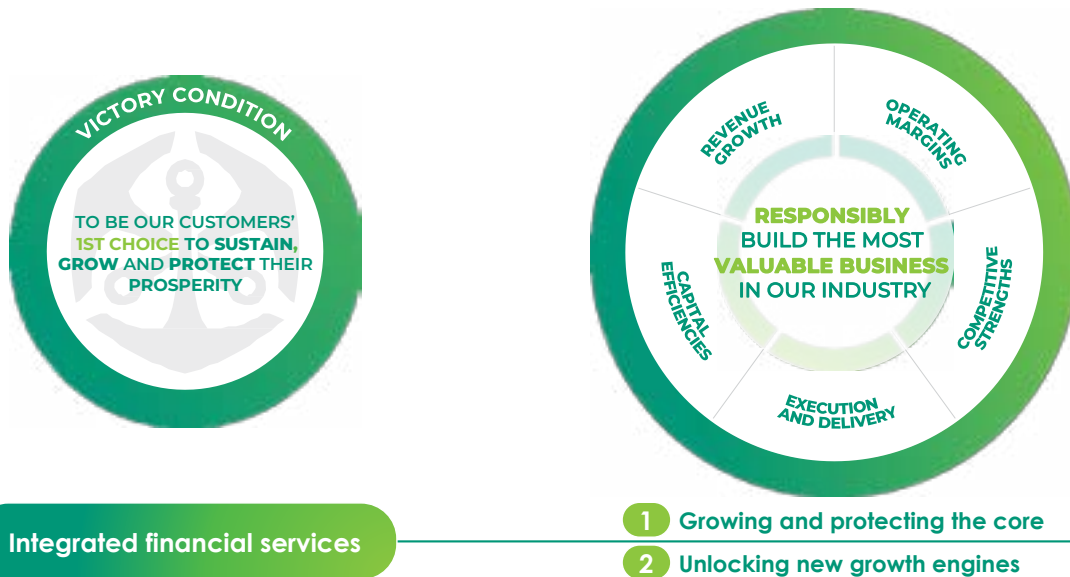 VICTORY CONDITION
TO BE OUR CUSTOMERS'
1ST CHOICE TO SUSTAIN,
GROW AND PROTECT THEIR
PROSPERITY
REVENUE
GROWTH
OPERATING
MARGINS
RESPONSIBLY
BUILD THE MOST
VALUABLE BUSINESS
IN OUR INDUSTRY
CAPITAL
EFFICIENCIES
COMPETITIVE
STRENGTHS
EXECUTION
AND DELIVERY
Integrated financial services
1 Growing and protecting the core
2 Unlocking new growth engines